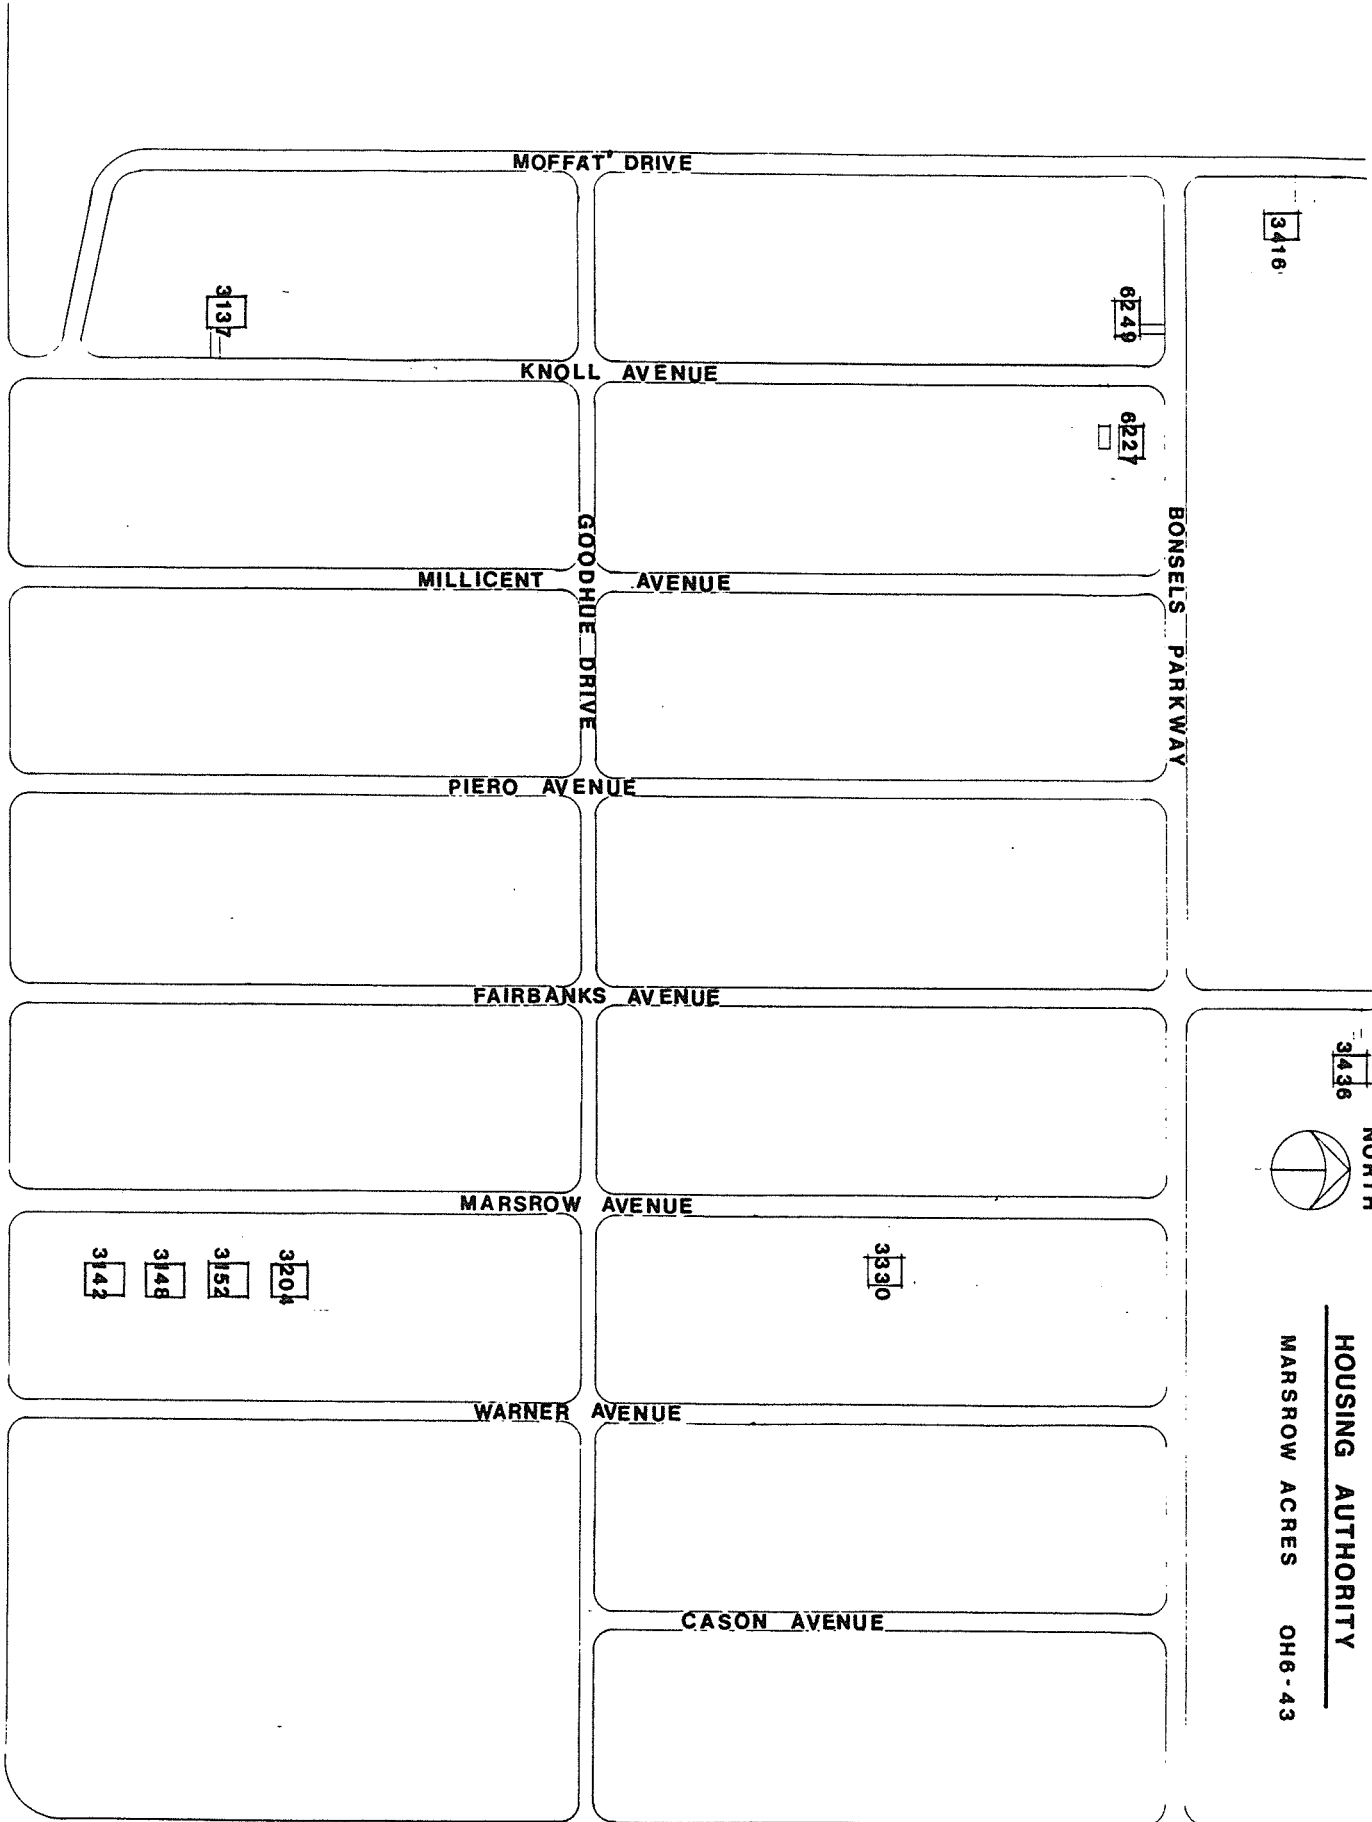 MOFFAT' DRIVE
3416
3137
6249
KNOLL AVENUE
6227
GOODHUE DRIVE
BONSELS PARKWAY
MILLICENT AVENUE
PIERO AVENUE
FAIRBANKS AVENUE
3436
NORTH
MARSROW AVENUE
3142
3148
3152
3204
3330
HOUSING AUTHORITY
MARSROW ACRES OH6-43
WARNER AVENUE
CASON AVENUE